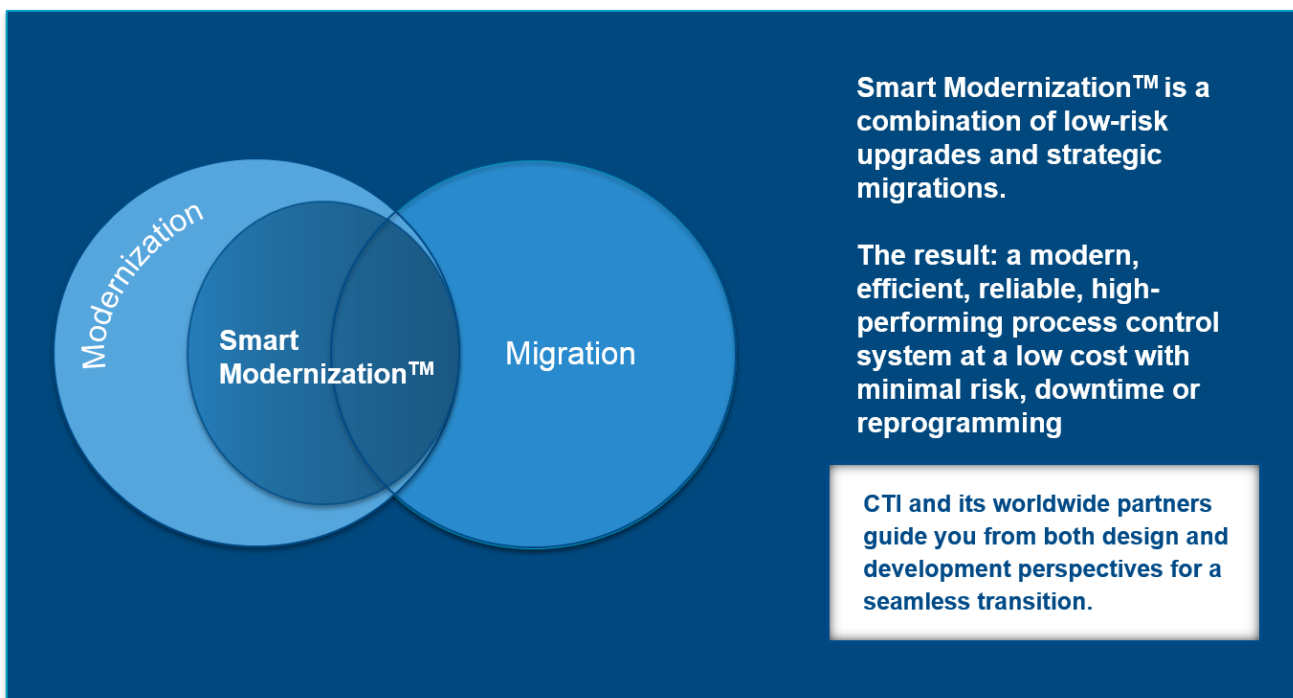 Modernization
Smart
Modernization™
Migration
Smart Modernization™ is a
combination of low-risk
upgrades and strategic
migrations.
The result: a modern,
efficient, reliable, high-
performing process control
system at a low cost with
minimal risk, downtime or
reprogramming
CTI and its worldwide partners
guide you from both design and
development perspectives for a
seamless transition.